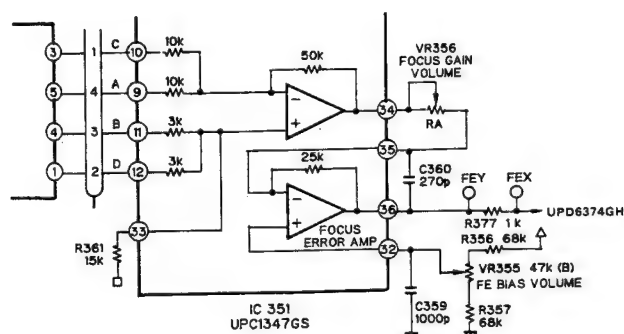 3 1 C 10 10k
5 4 A 9 10k
4 3 B 11 3k
1 2 D 12 3k
50k
VR356
FOCUS GAIN
VOLUME
34
RA
35
25k
C360
270p
FEY
FEX
36
UPD6374GH
R377
1k
FOCUS
ERROR AMP
R356
68k
33
32
R361
15k
VR355
47k (B)
FE BIAS VOLUME
C359
1000p
R357
68k
IC 351
UPC1347GS
-
+
-
+